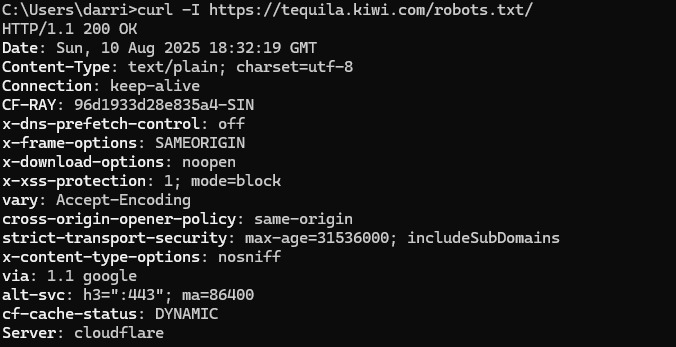 C:\Users\darri>curl -I https://tequila.kiwi.com/robots.txt/
HTTP/1.1 200 OK
Date: Sun, 10 Aug 2025 18:32:19 GMT
Content-Type: text/plain; charset=utf-8
Connection: keep-alive
CF-RAY: 96d1933d28e835a4-SIN
x-dns-prefetch-control: off
x-frame-options: SAMEORIGIN
x-download-options: noopen
x-xss-protection: 1; mode=block
vary: Accept-Encoding
cross-origin-opener-policy: same-origin
strict-transport-security: max-age=31536000; includeSubDomains
x-content-type-options: nosniff
via: 1.1 google
alt-svc: h3=":443"; ma=86400
cf-cache-status: DYNAMIC
Server: cloudflare